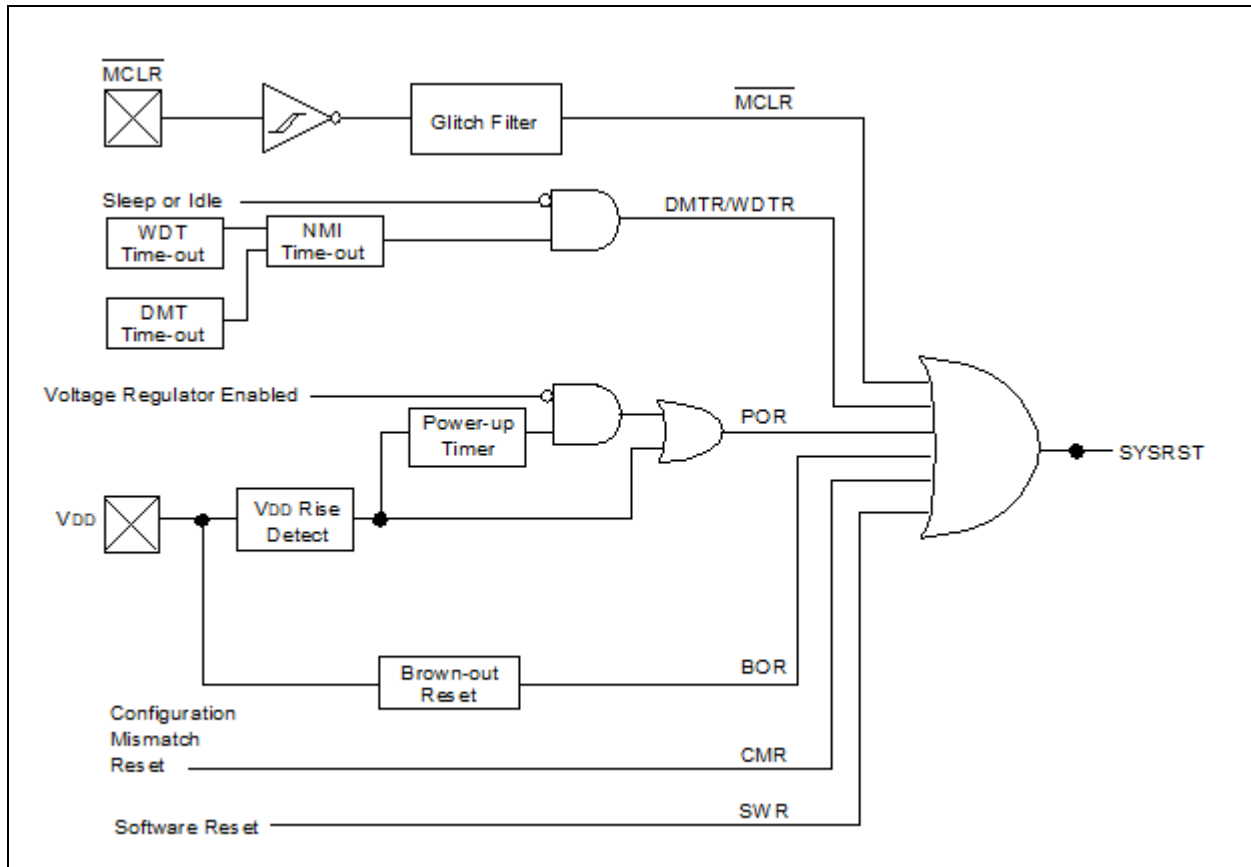 MCLR
Glitch Filter
MCLR
Sleep or Idle
DMTR/WDTR
WDT
Time-out
NMI
Time-out
DMT
Time-out
Voltage Regulator Enabled
Power-up
Timer
POR
SYSRST
VDD
VDD Rise
Detect
Brown-out
Reset
BOR
Configuration
Mismatch
Reset
CMR
Software Reset
SWR